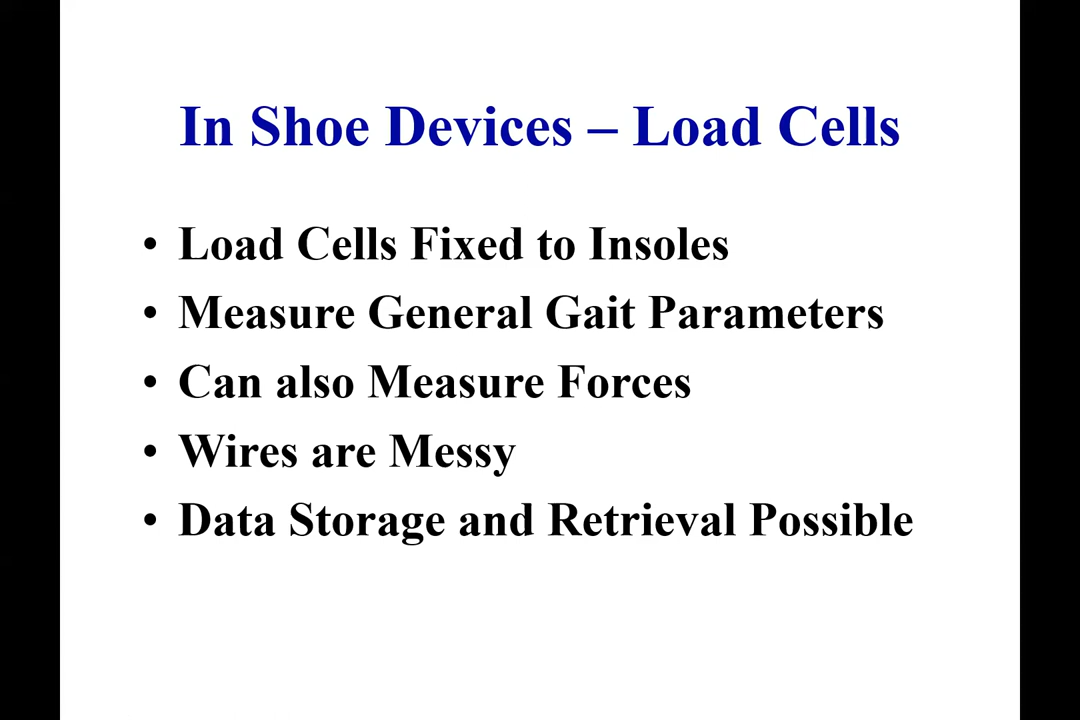 In Shoe Devices – Load Cells
• Load Cells Fixed to Insoles
• Measure General Gait Parameters
• Can also Measure Forces
• Wires are Messy
• Data Storage and Retrieval Possible